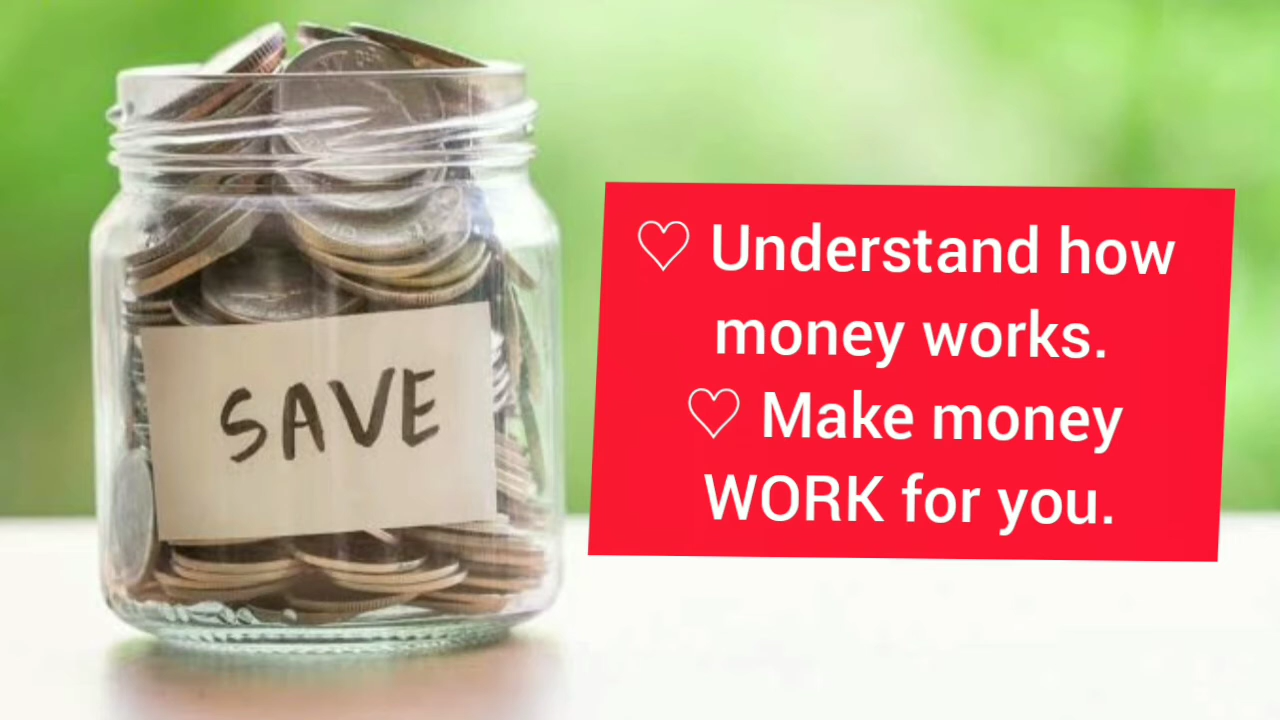 SAVE
♡ Understand how
money works.
♡ Make money
WORK for you.